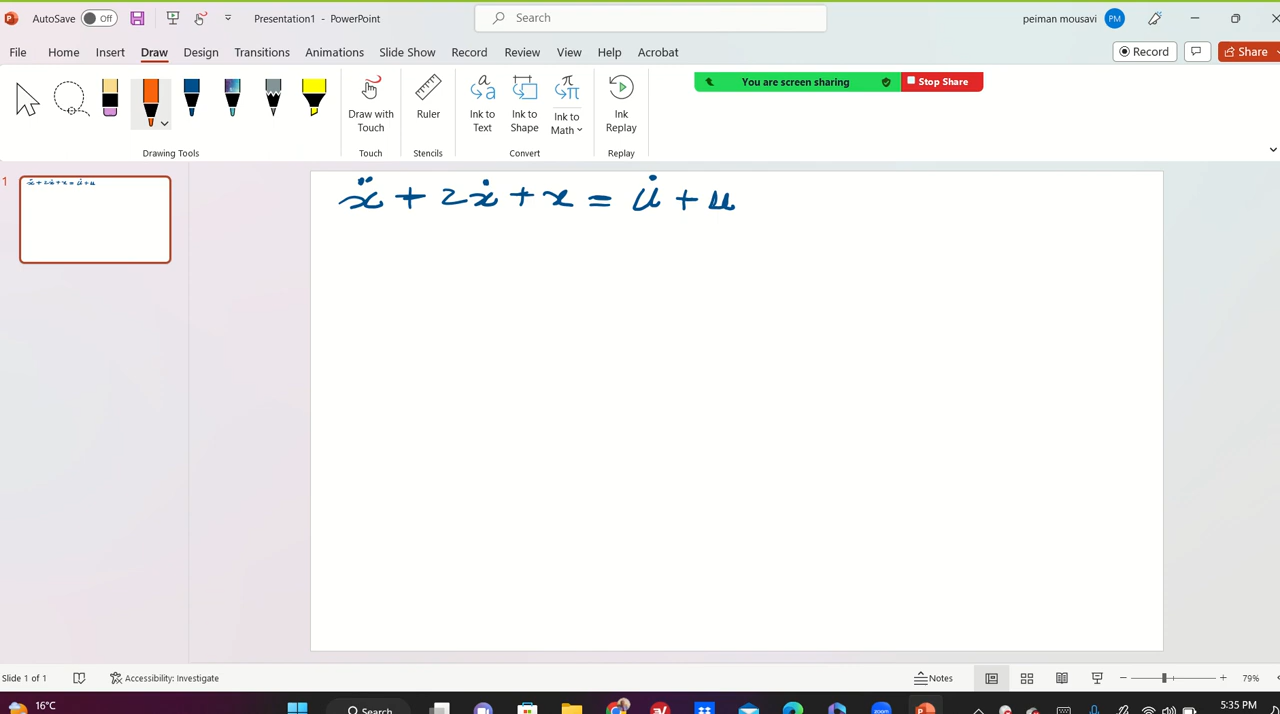 AutoSave Off Presentation1 - PowerPoint Search peiman mousavi PM
File Home Insert Draw Design Transitions Animations Slide Show Record Review View Help Acrobat Record Share
You are screen sharing Stop Share
Draw with Touch Ruler Ink to Text Ink to Shape Ink to Math Ink Replay
Drawing Tools Touch Stencils Convert Replay
1
ẍ + 2ẋ + x = u̇ + u
ẍ + 2ẋ + x = u̇ + u
Slide 1 of 1 Accessibility: Investigate Notes 79%
16°C Search 5:35 PM